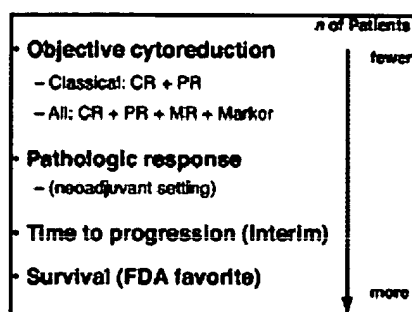 n of Patients
• Objective cytoreduction
fewer
– Classical: CR + PR
– All: CR + PR + MR + Marker
• Pathologic response
– (neoadjuvant setting)
• Time to progression (Interim)
• Survival (FDA favorite)
more